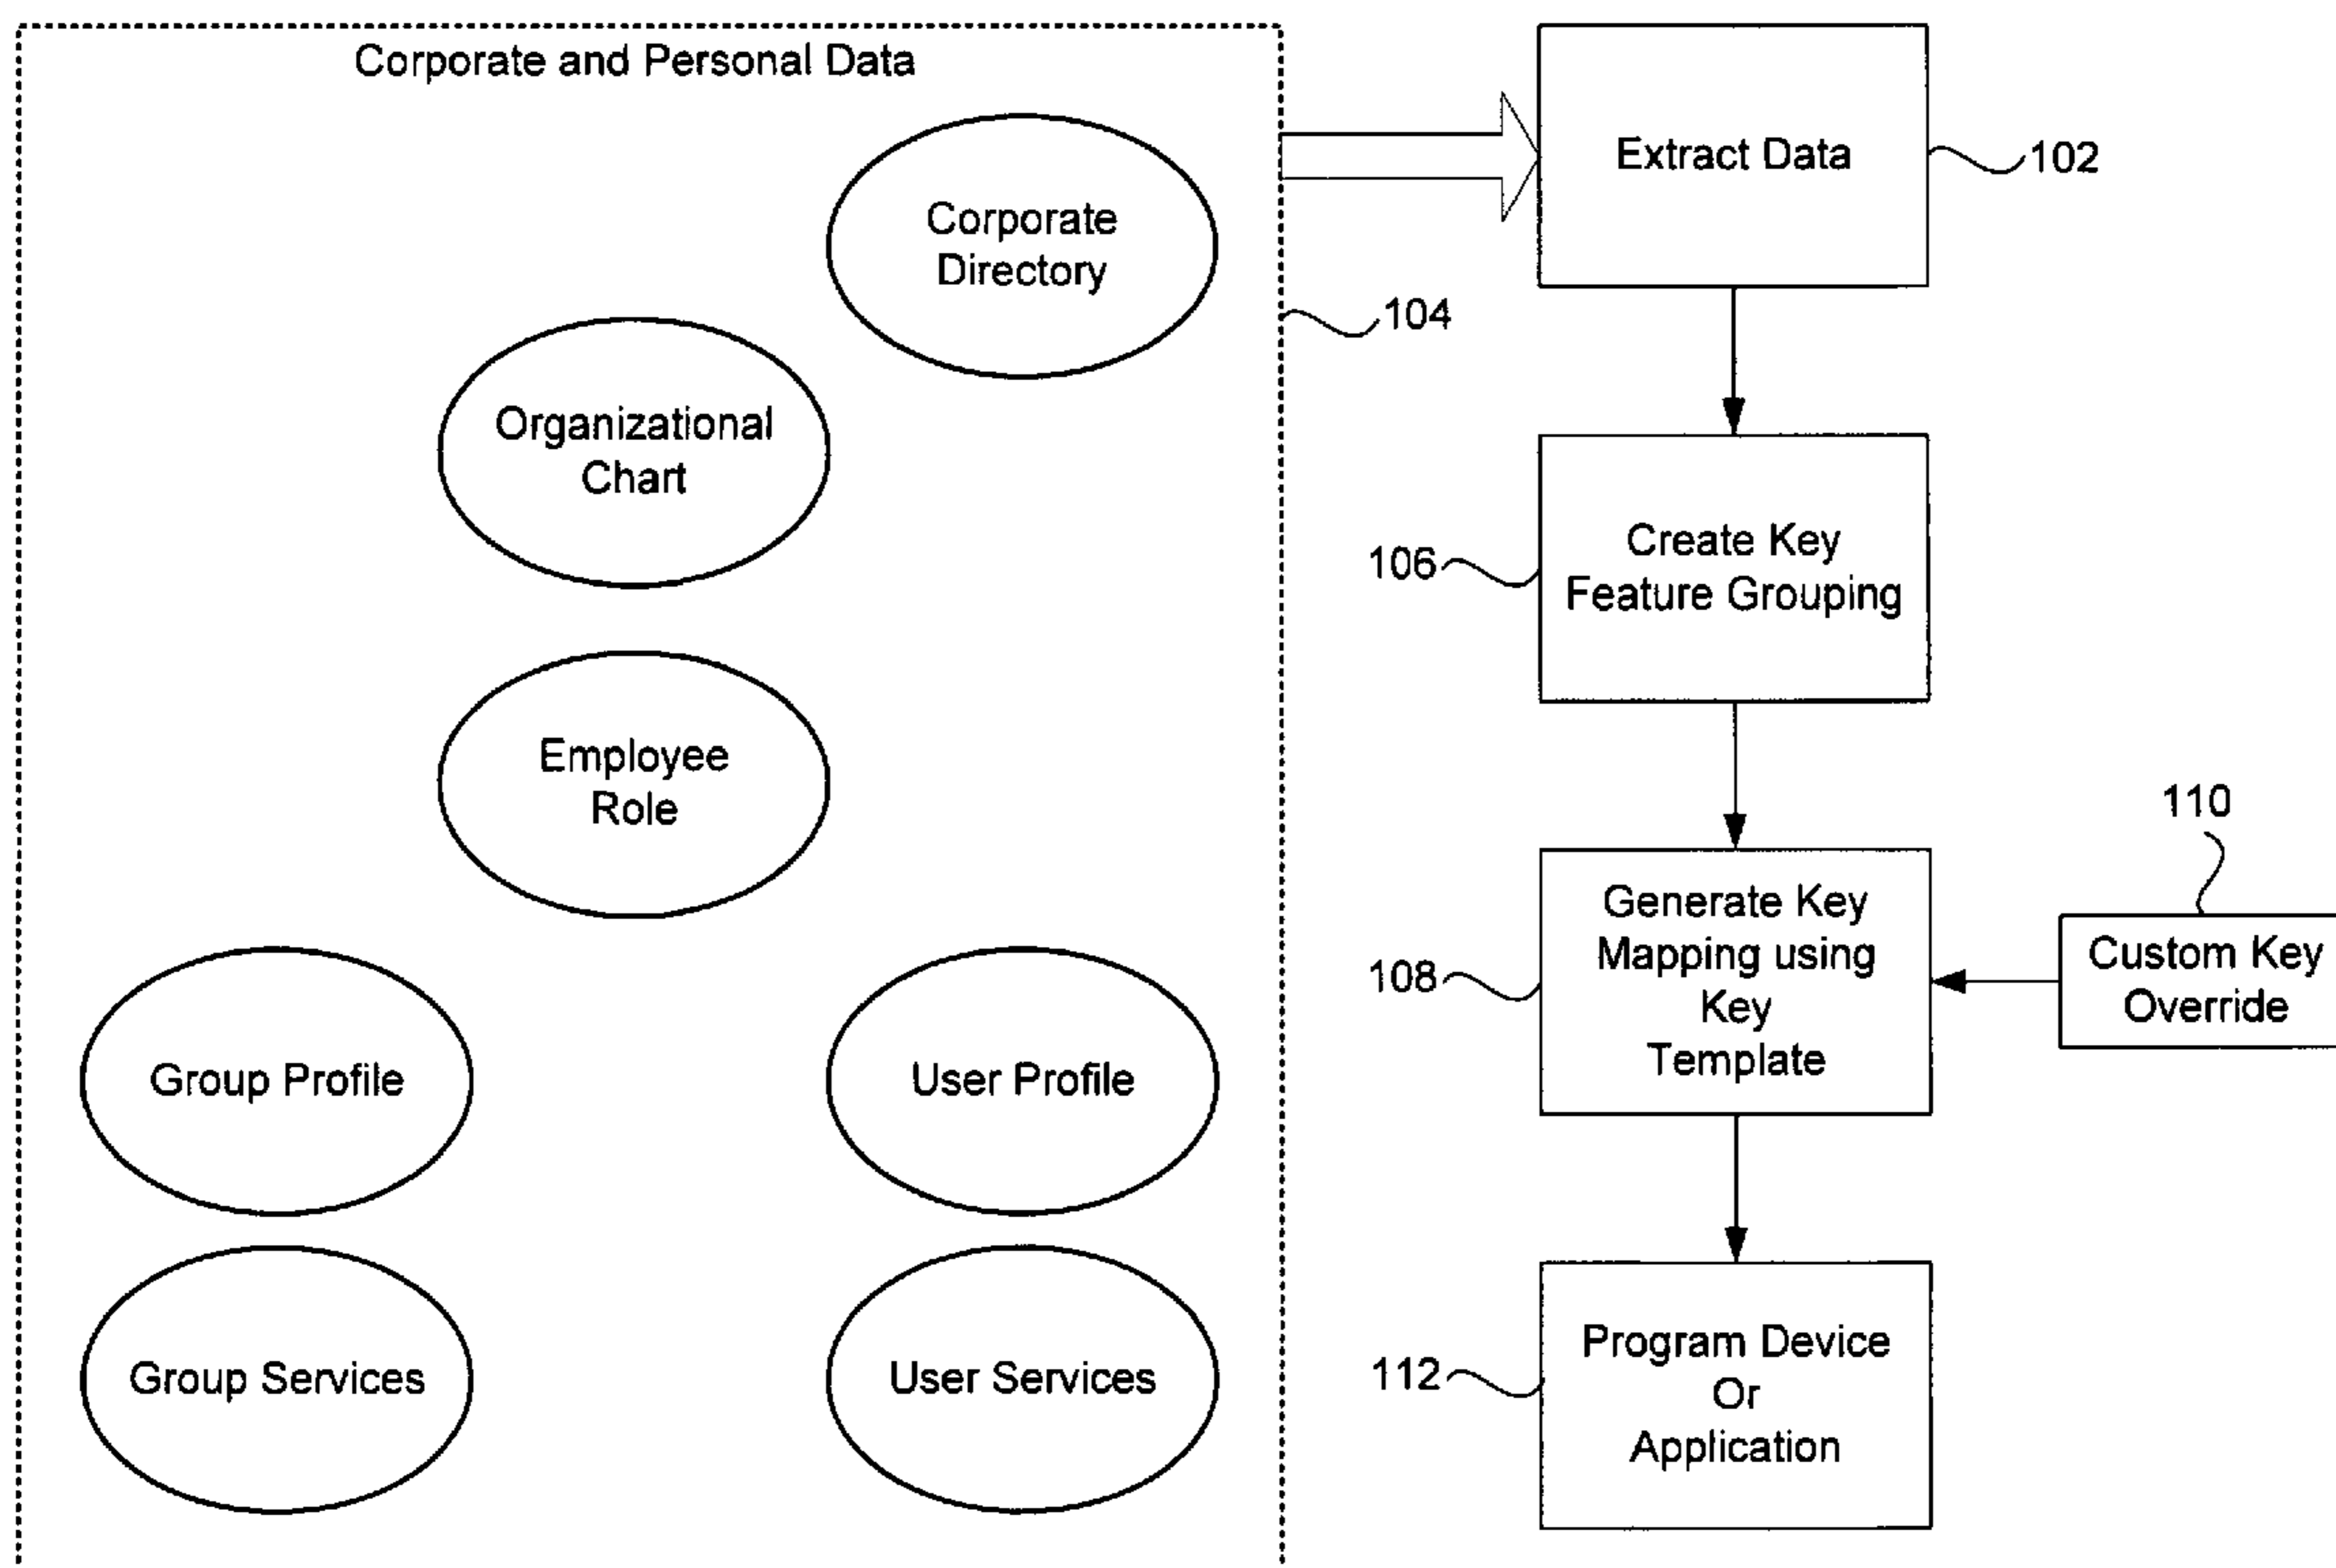 Corporate and Personal Data
Corporate
Directory
Organizational
Chart
Employee
Role
Group Profile
User Profile
Group Services
User Services
104
Extract Data
102
Create Key
Feature Grouping
106
Generate Key
Mapping using
Key
Template
108
110
Custom Key
Override
Program Device
Or
Application
112